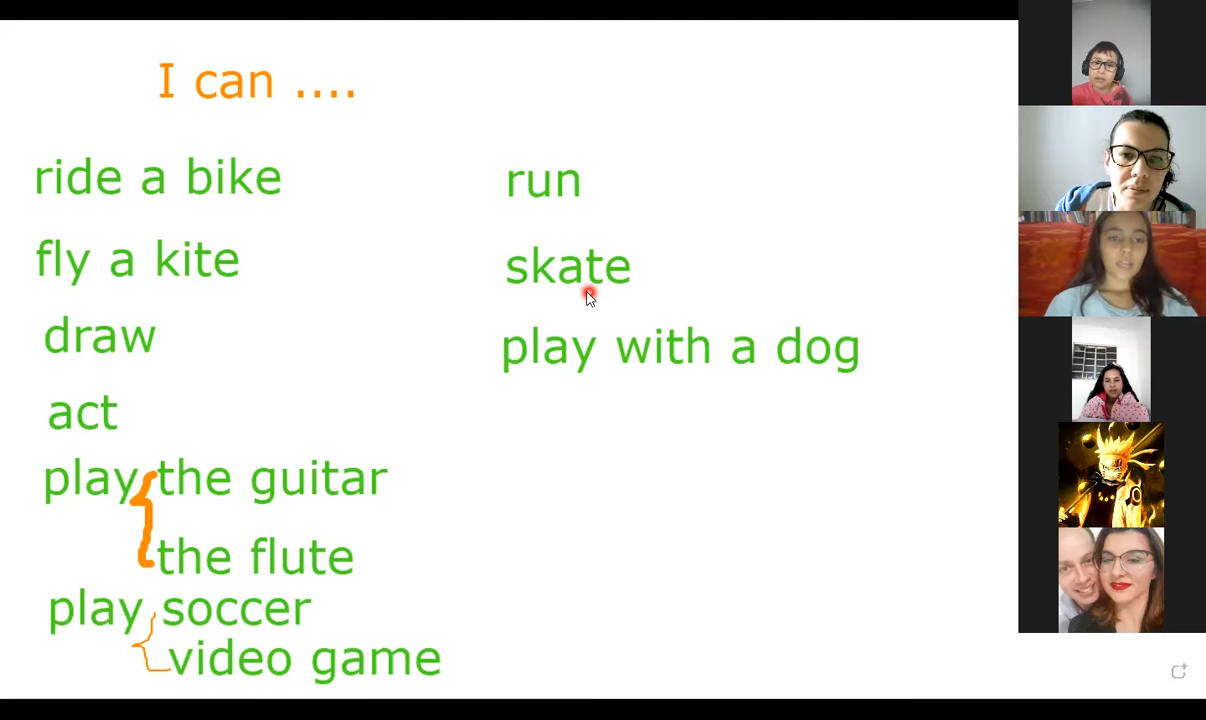 I can ....
ride a bike
fly a kite
draw
act
play the guitar
the flute
play soccer
video game
run
skate
play with a dog